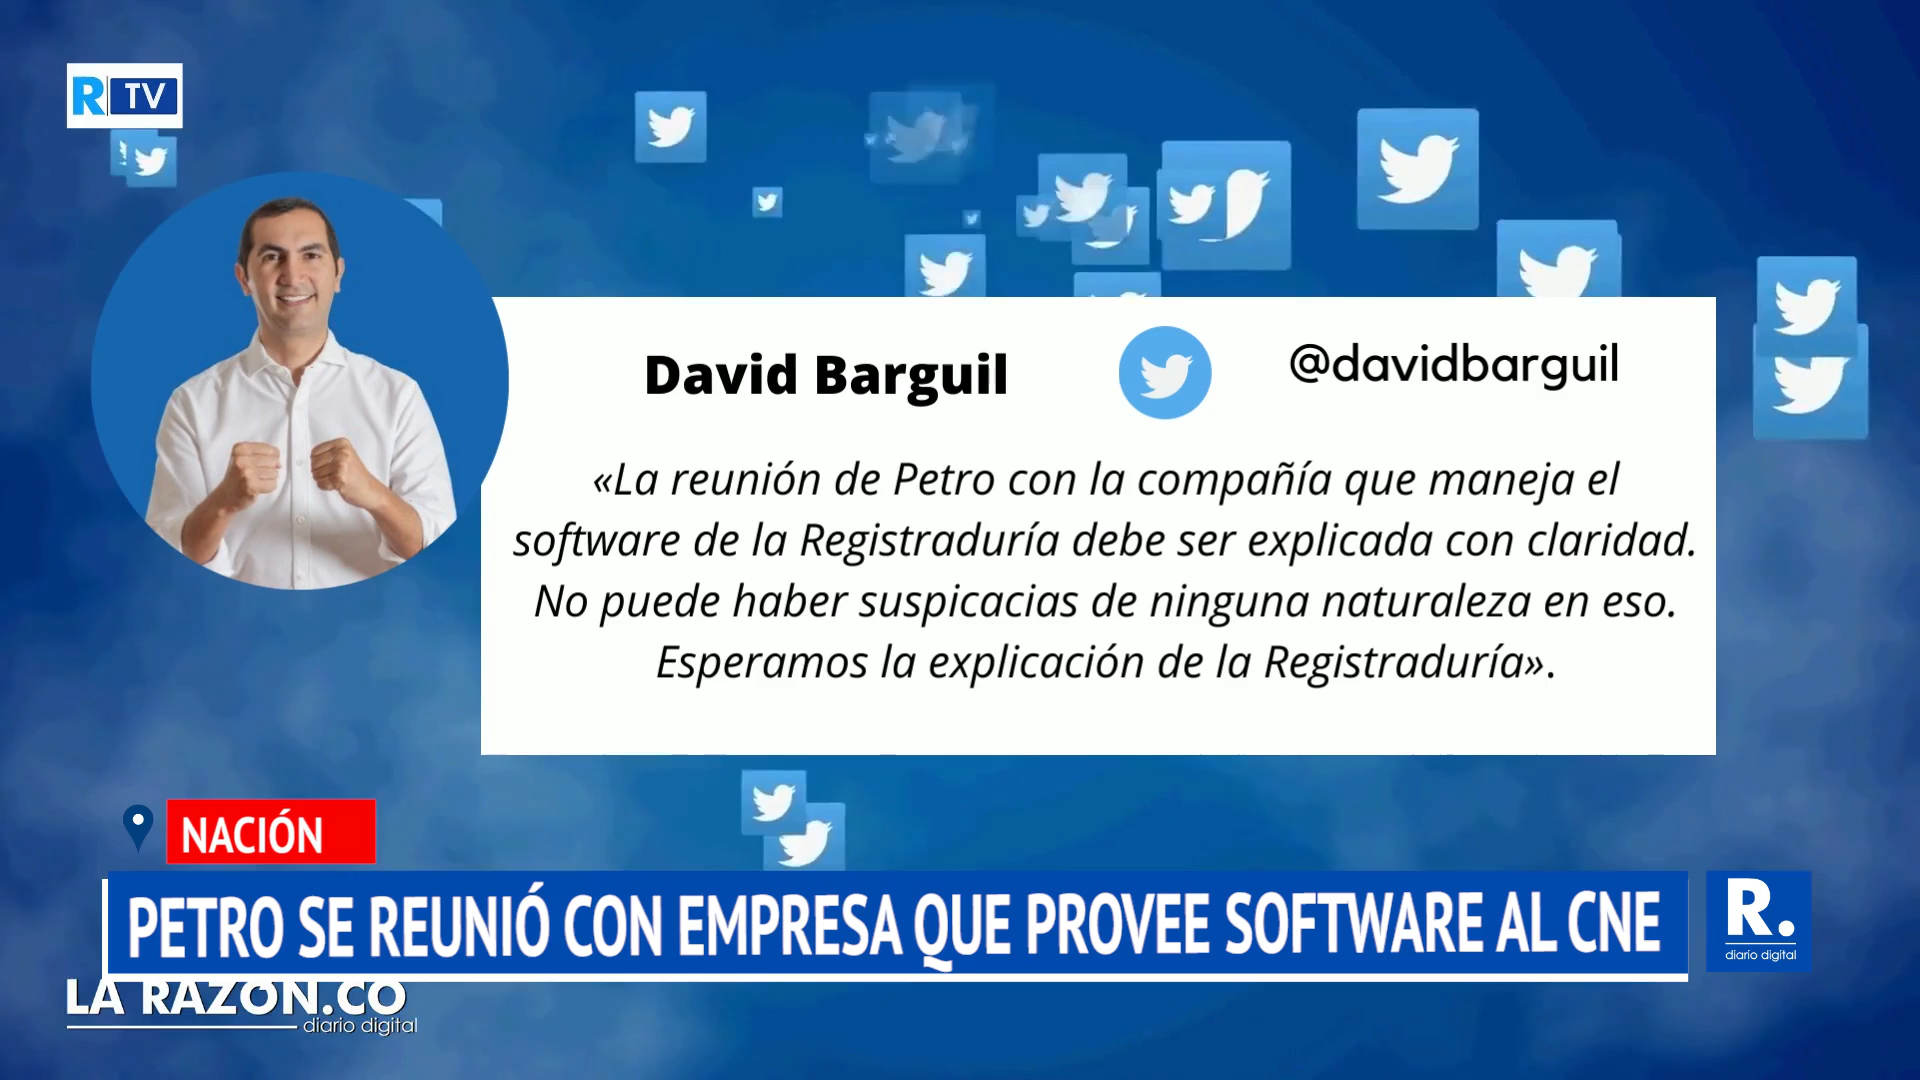 R TV
David Barguil
@davidbarguil
«La reunión de Petro con la compañía que maneja el
software de la Registraduría debe ser explicada con claridad.
No puede haber suspicacias de ninguna naturaleza en eso.
Esperamos la explicación de la Registraduría».
NACIÓN
PETRO SE REUNIÓ CON EMPRESA QUE PROVEE SOFTWARE AL CNE
R.
diario digital
LA RAZÓN.CO
diario digital